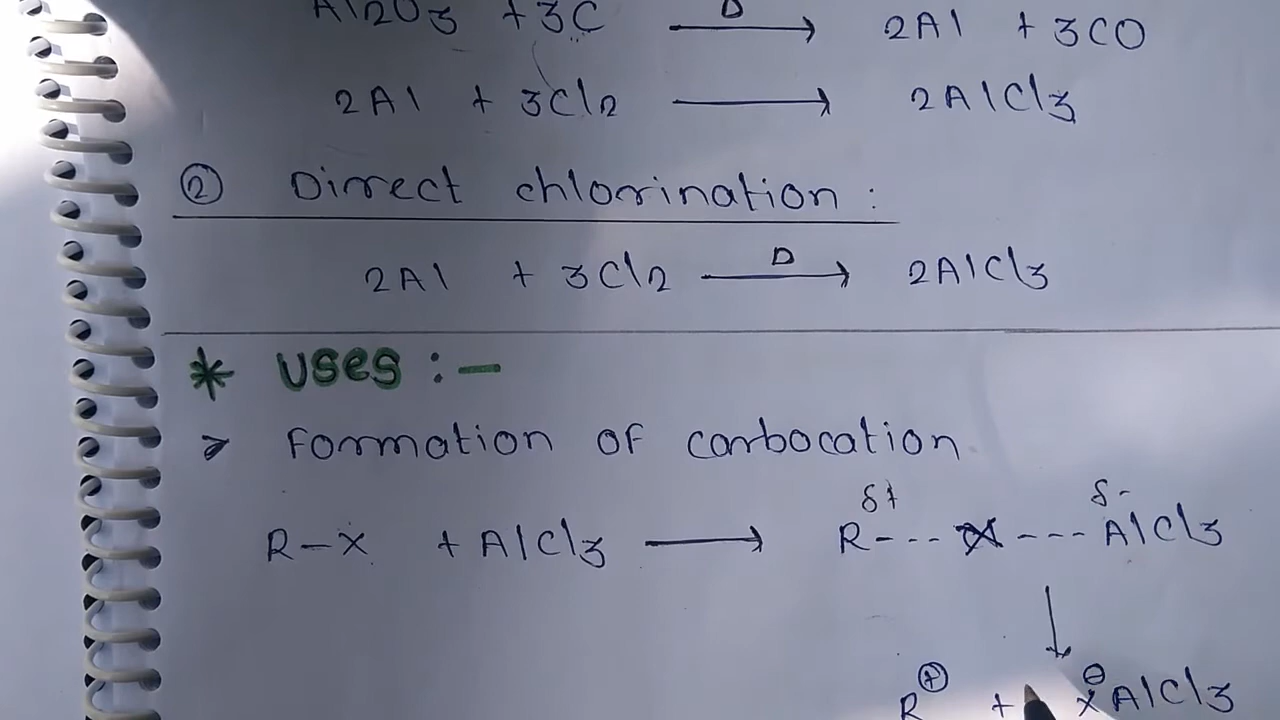 Al2O3 + 3C →Δ 2Al + 3CO
2Al + 3Cl2 → 2AlCl3
② Direct chlorination :
2Al + 3Cl2 →Δ 2AlCl3
* Uses :-
> Formation of carbocation
R-X + AlCl3 → R^δ+ --- X --- AlCl3^δ-
↓
R^⊕ + X AlCl3^⊖